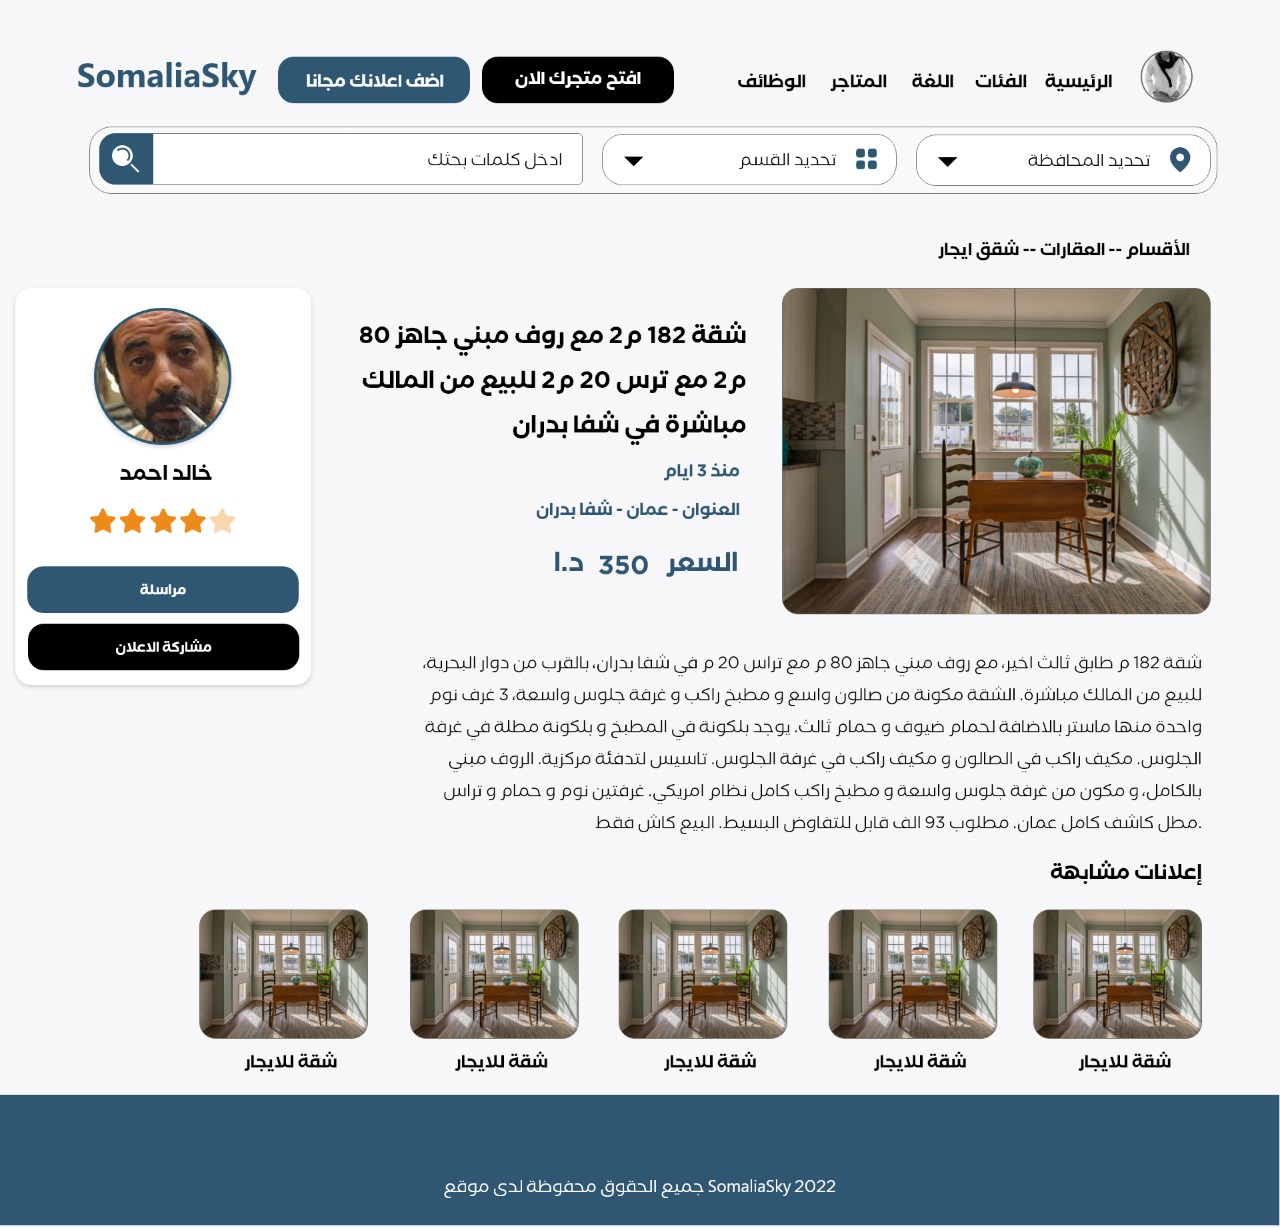 الرئيسية الفئات اللغة المتاجر الوظائف
افتح متجرك الان
اضف اعلانك مجانا
SomaliaSky
تحديد المحافظة
تحديد القسم
ادخل كلمات بحثك
الأقسام -- العقارات -- شقق ايجار
شقة 182 م2 مع روف مبني جاهز 80
م2 مع ترس 20 م2 للبيع من المالك
مباشرة في شفا بدران
منذ 3 ايام
العنوان - عمان - شفا بدران
السعر 350 د.ا
خالد احمد
مراسلة
مشاركة الاعلان
شقة 182 م طابق ثالث اخير، مع روف مبني جاهز 80 م مع تراس 20 م في شفا بدران، بالقرب من دوار البحرية،
للبيع من المالك مباشرة. الشقة مكونة من صالون واسع و مطبخ راكب و غرفة جلوس واسعة، 3 غرف نوم
واحدة منها ماستر بالاضافة لحمام ضيوف و حمام ثالث. يوجد بلكونة في المطبخ و بلكونة مطلة في غرفة
الجلوس. مكيف راكب في الصالون و مكيف راكب في غرفة الجلوس. تاسيس لتدفئة مركزية. الروف مبني
بالكامل، و مكون من غرفة جلوس واسعة و مطبخ راكب كامل نظام امريكي. غرفتين نوم و حمام و تراس
.مطل كاشف كامل عمان. مطلوب 93 الف قابل للتفاوض البسيط. البيع كاش فقط
إعلانات مشابهة
شقة للايجار
شقة للايجار
شقة للايجار
شقة للايجار
شقة للايجار
SomaliaSky 2022 جميع الحقوق محفوظة لدى موقع